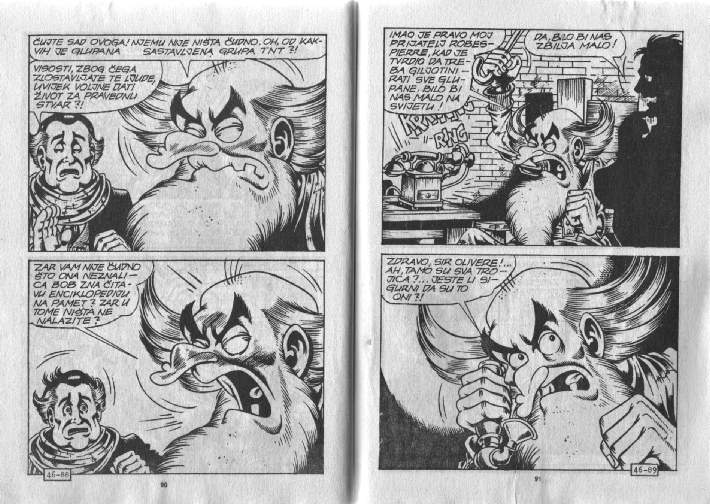 ČUJTE SAD OVOGA! NJEMU NIJE NIŠTA ČUDNO. OH, OD KAK-
VIH JE GLUPANA SASTAVLJENA GRUPA TNT?!
VISOSTI, ZBOG ČEGA
ZLOSTAVLJATE TE LJUDE,
UVIJEK VOLJNE DATI
ŽIVOT ZA PRAVEDNU
STVAR?!
ZAR VAM NIJE ČUDNO
ŠTO ONA NEZNALI-
CA BOB ZNA ČITA-
VU ENCIKLOPEDIJU
NA PAMET? ZAR U
TOME NIŠTA NE
NALAZITE?
46-88
90
IMAO JE PRAVO MOJ
PRIJATELJ ROBES-
PIERRE, KAD JE
TVRDIO DA TRE-
BA GILJOTINI-
RATI SVE GLU-
PANE. BILO BI
NAS MALO NA
SVIJETU!
DA, BILO BI NAS
ZBILJA MALO!
RNG
ZDRAVO, SIR OLIVERE!...
AH, TAMO SU SVA TRO-
JICA?... JESTE LI SI-
GURNI DA SU TO
ONI?!
46-89
91